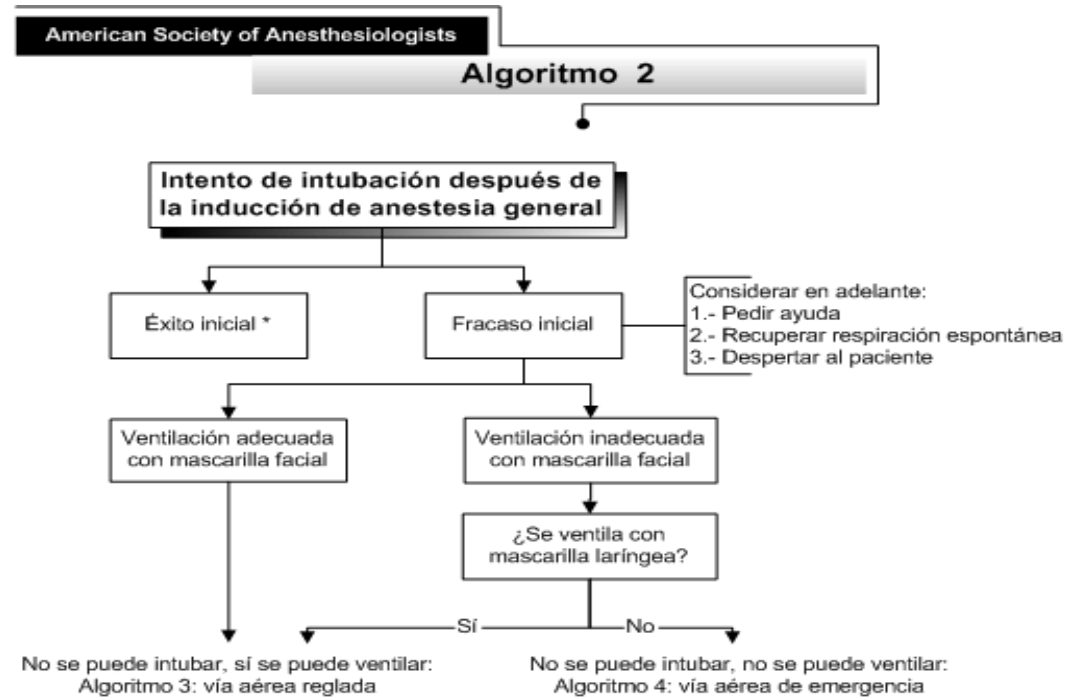 American Society of Anesthesiologists
Algoritmo 2
Intento de intubación después de
la inducción de anestesia general
Éxito inicial *
Fracaso inicial
Considerar en adelante:
1.- Pedir ayuda
2.- Recuperar respiración espontánea
3.- Despertar al paciente
Ventilación adecuada
con mascarilla facial
Ventilación inadecuada
con mascarilla facial
¿Se ventila con
mascarilla laríngea?
Sí
No
No se puede intubar, sí se puede ventilar:
Algoritmo 3: vía aérea reglada
No se puede intubar, no se puede ventilar:
Algoritmo 4: vía aérea de emergencia